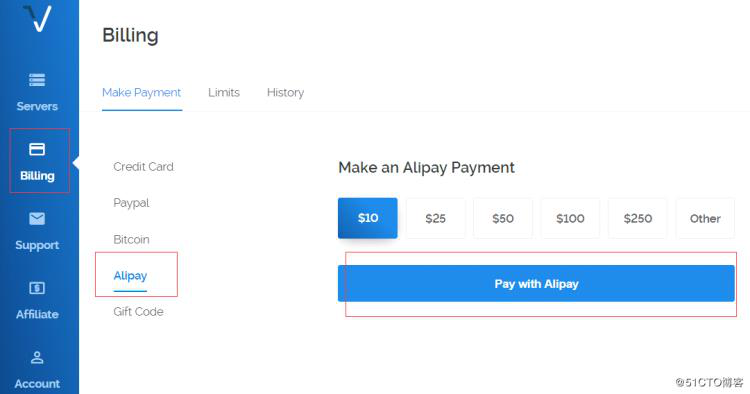 Billing
Make Payment
Limits
History
Servers
Billing
Support
Affiliate
Account
Credit Card
Paypal
Bitcoin
Alipay
Gift Code
Make an Alipay Payment
$10
$25
$50
$100
$250
Other
Pay with Alipay
@51CTO博客